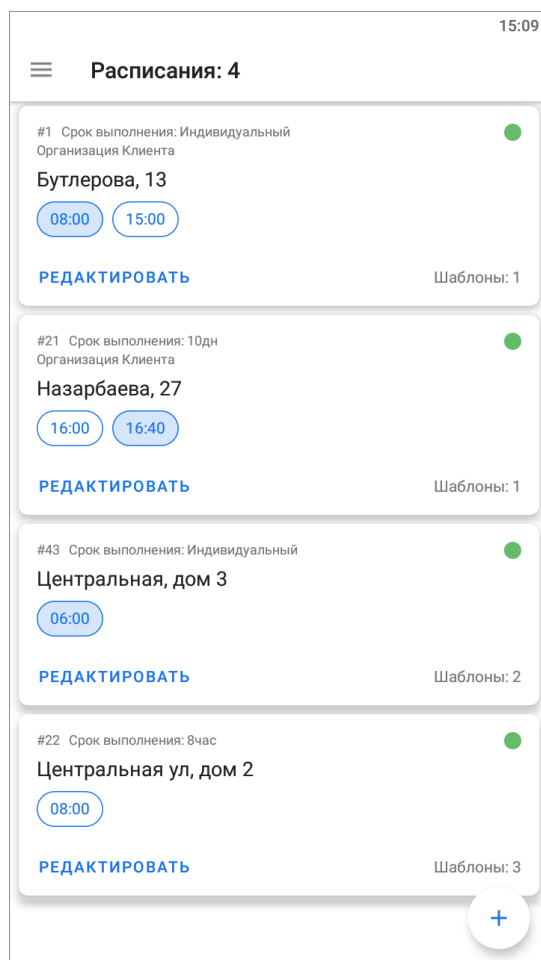 15:09
Расписания: 4
#1 Срок выполнения: Индивидуальный
Организация Клиента
Бутлерова, 13
08:00 15:00
РЕДАКТИРОВАТЬ Шаблоны: 1
#21 Срок выполнения: 10дн
Организация Клиента
Назарбаева, 27
16:00 16:40
РЕДАКТИРОВАТЬ Шаблоны: 1
#43 Срок выполнения: Индивидуальный
Центральная, дом 3
06:00
РЕДАКТИРОВАТЬ Шаблоны: 2
#22 Срок выполнения: 8час
Центральная ул, дом 2
08:00
РЕДАКТИРОВАТЬ Шаблоны: 3
+